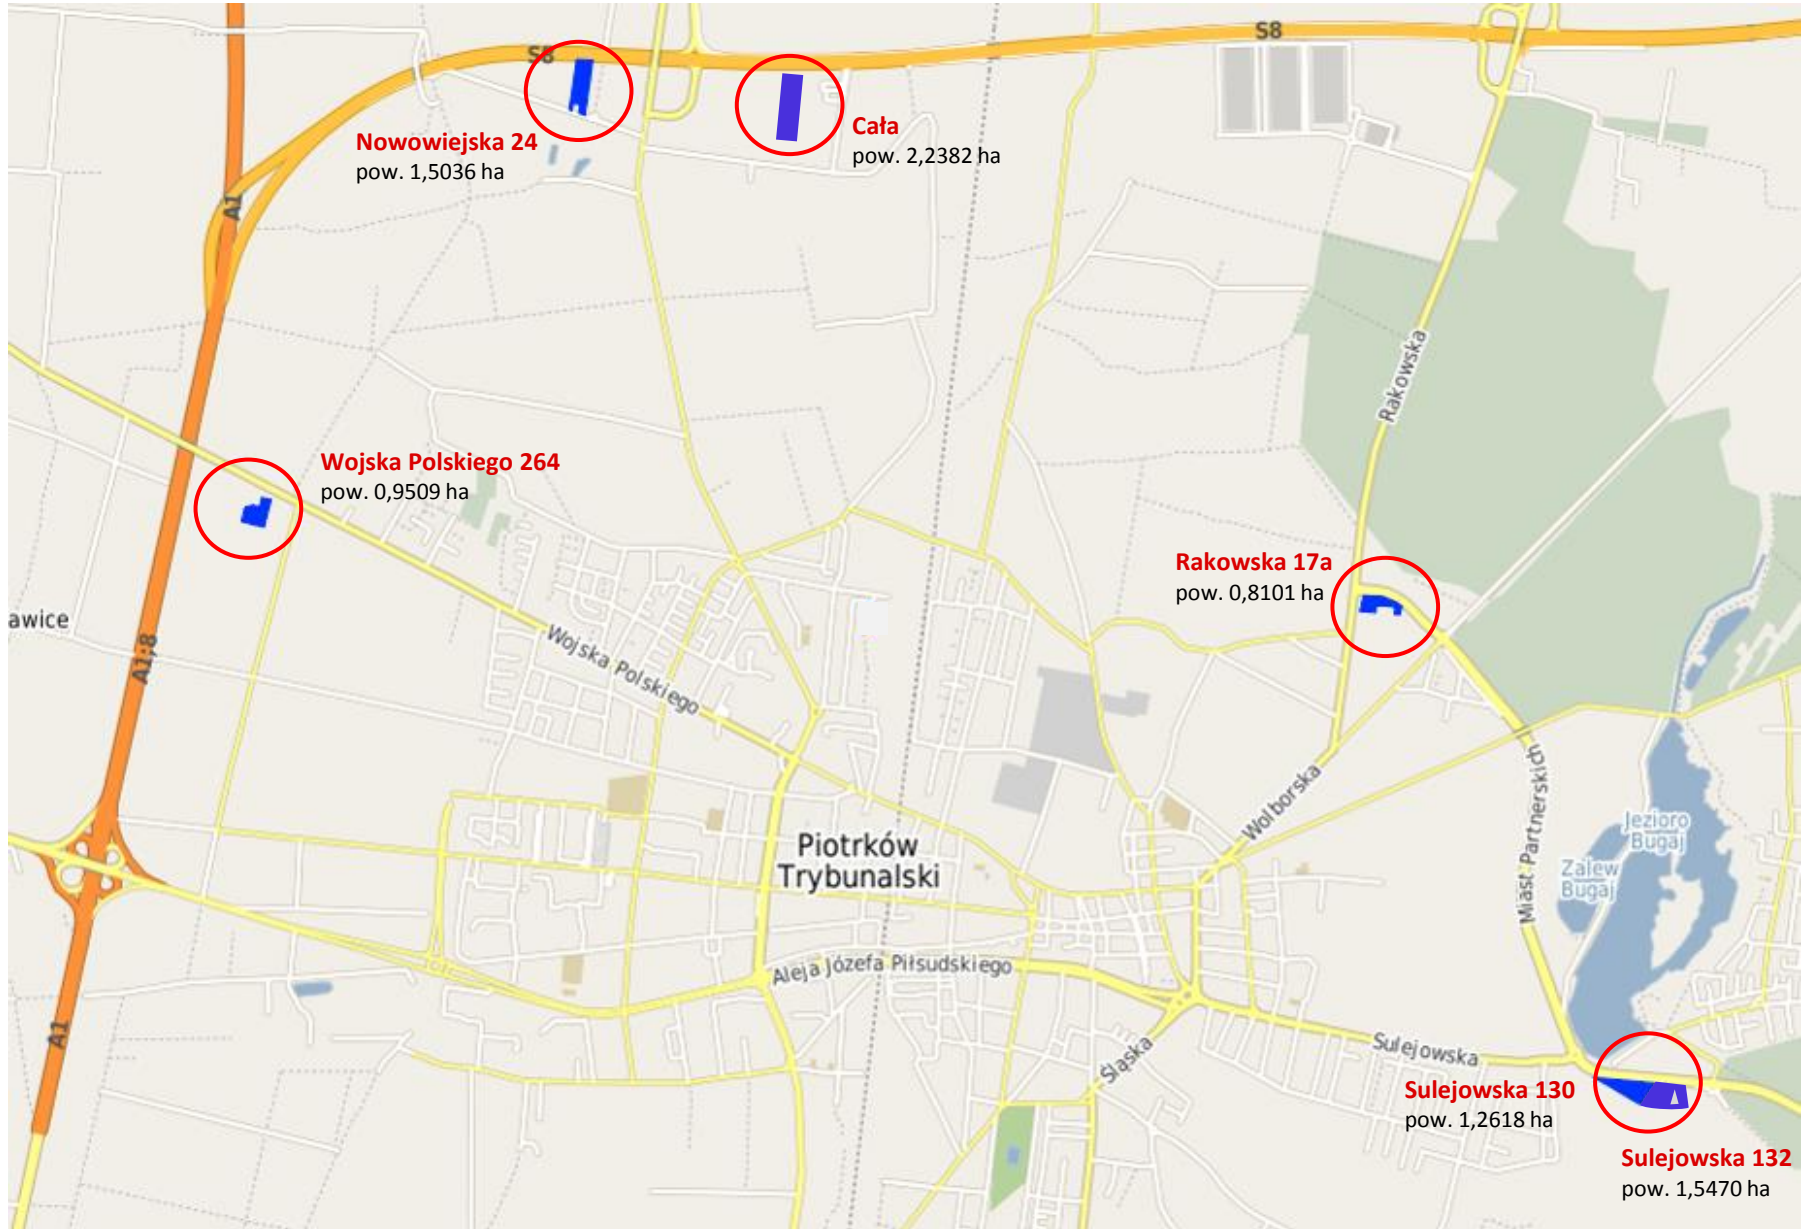 S8
S8
Nowowiejska 24
pow. 1,5036 ha
Cała
pow. 2,2382 ha
A1
Rakowska
Wojska Polskiego 264
pow. 0,9509 ha
Rakowska 17a
pow. 0,8101 ha
awice
A1;8
Wojska Polskiego
Wolborska
Miast Partnerskich
Jezioro
Bugaj
Zalew
Bugaj
Piotrków
Trybunalski
Aleja Józefa Piłsudskiego
A1
Śląska
Sulejowska
Sulejowska 130
pow. 1,2618 ha
Sulejowska 132
pow. 1,5470 ha